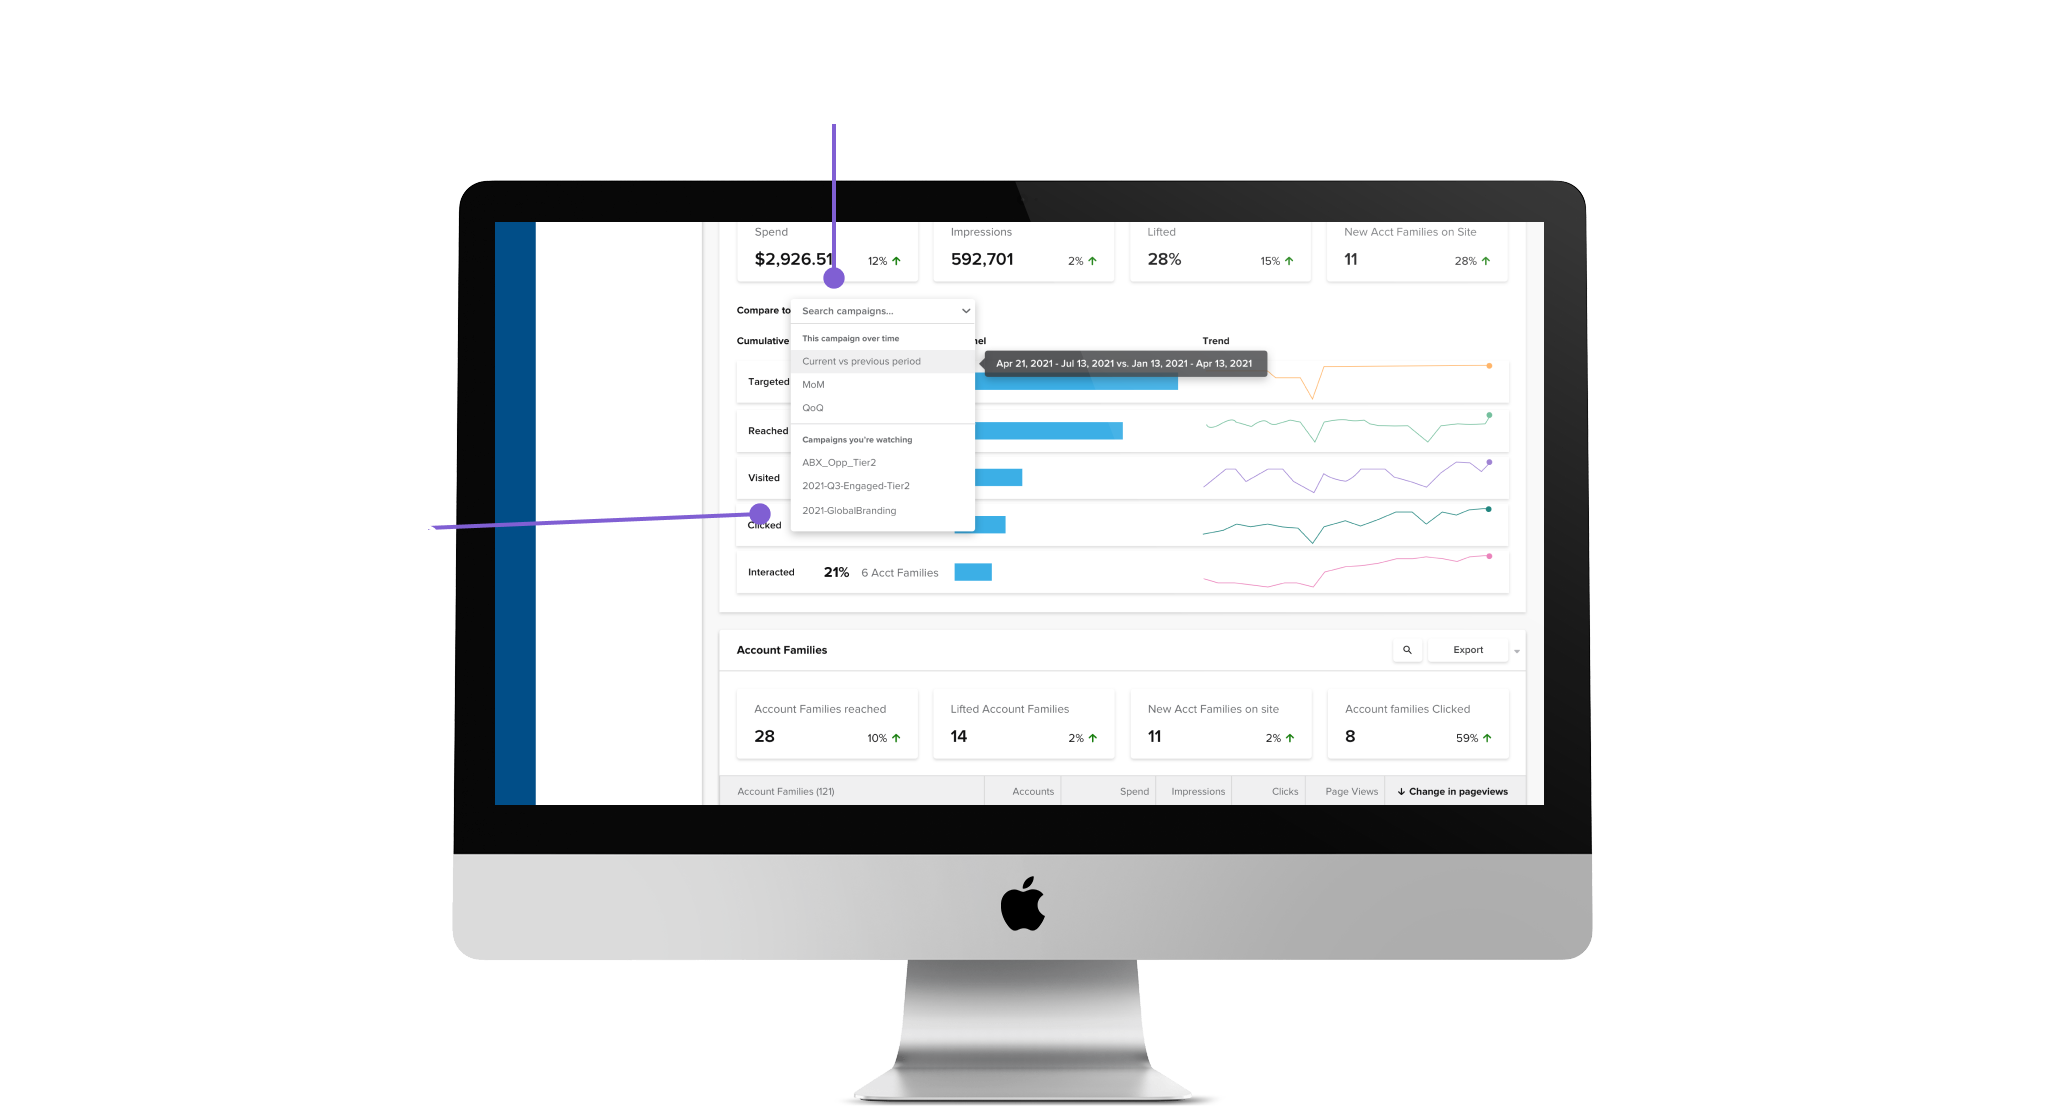 Spend
$2,926.51 12%
Impressions
592,701 2%
Lifted
28% 15%
New Acct Families on Site
11 28%
Compare to
Search campaigns...
This campaign over time
Current vs previous period
MoM
QoQ
Campaigns you're watching
ABX_Opp_Tier2
2021-Q3-Engaged-Tier2
2021-GlobalBranding
Apr 21, 2021 - Jul 13, 2021 vs. Jan 13, 2021 - Apr 13, 2021
Cumulative
Trend
Targeted
Reached
Visited
Clicked
Interacted 21% 6 Acct Families
Account Families
Export
Account Families reached
28 10%
Lifted Account Families
14 2%
New Acct Families on site
11 2%
Account families Clicked
8 59%
Account Families (121) Accounts Spend Impressions Clicks Page Views Change in pageviews